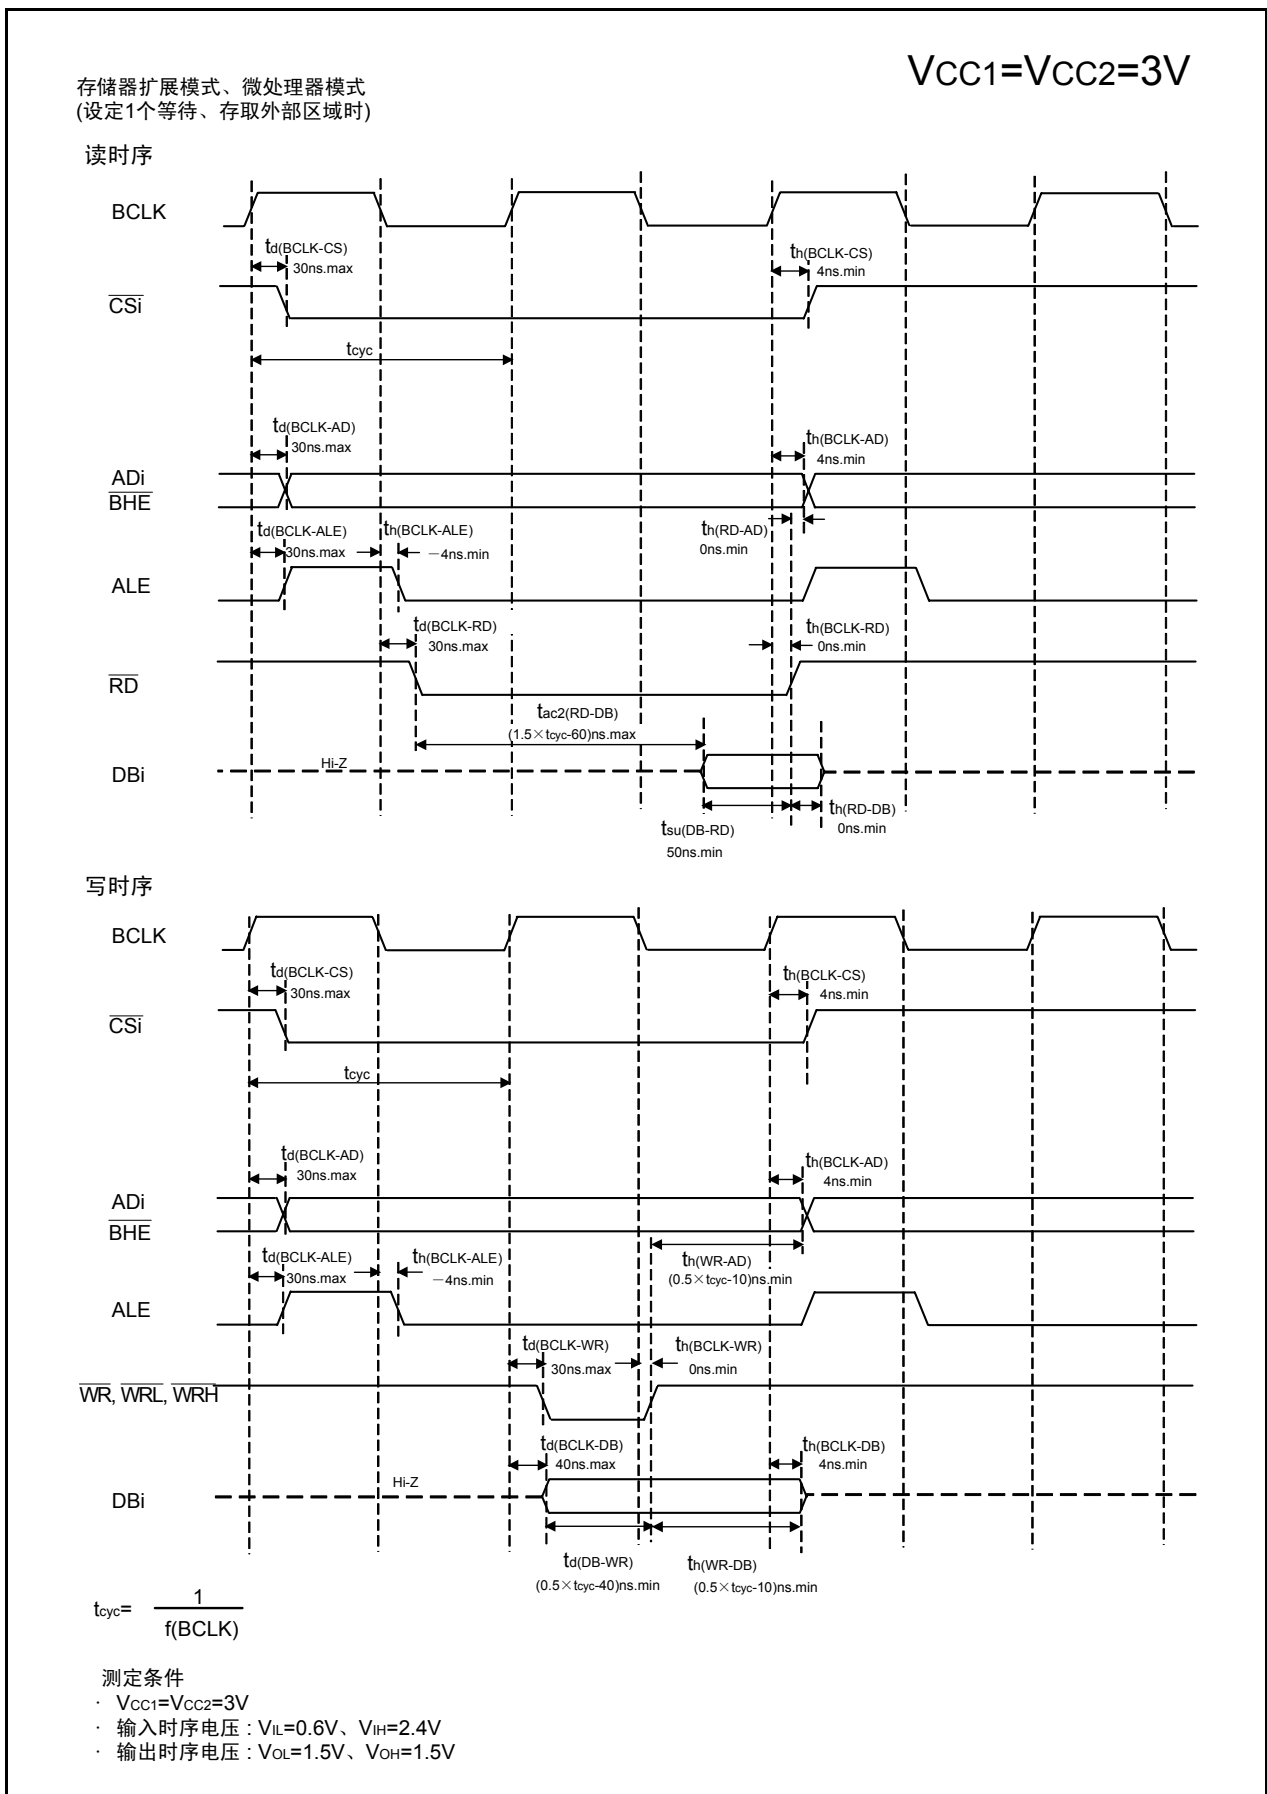 VCC1=VCC2=3V
存储器扩展模式、微处理器模式
(设定1个等待、存取外部区域时)
读时序
BCLK
td(BCLK-CS)
30ns.max
th(BCLK-CS)
4ns.min
CSi
tcyc
td(BCLK-AD)
30ns.max
th(BCLK-AD)
4ns.min
ADi
BHE
td(BCLK-ALE)
30ns.max
th(BCLK-ALE)
－4ns.min
th(RD-AD)
0ns.min
ALE
td(BCLK-RD)
30ns.max
th(BCLK-RD)
0ns.min
RD
tac2(RD-DB)
(1.5×tcyc-60)ns.max
DBi
Hi-Z
tsu(DB-RD)
50ns.min
th(RD-DB)
0ns.min
写时序
BCLK
td(BCLK-CS)
30ns.max
th(BCLK-CS)
4ns.min
CSi
tcyc
td(BCLK-AD)
30ns.max
th(BCLK-AD)
4ns.min
ADi
BHE
td(BCLK-ALE)
30ns.max
th(BCLK-ALE)
－4ns.min
th(WR-AD)
(0.5×tcyc-10)ns.min
ALE
td(BCLK-WR)
30ns.max
th(BCLK-WR)
0ns.min
WR, WRL, WRH
td(BCLK-DB)
40ns.max
th(BCLK-DB)
4ns.min
DBi
Hi-Z
td(DB-WR)
(0.5×tcyc-40)ns.min
th(WR-DB)
(0.5×tcyc-10)ns.min
tcyc= 1
f(BCLK)
测定条件
· VCC1=VCC2=3V
· 输入时序电压 : VIL=0.6V、VIH=2.4V
· 输出时序电压 : VOL=1.5V、VOH=1.5V